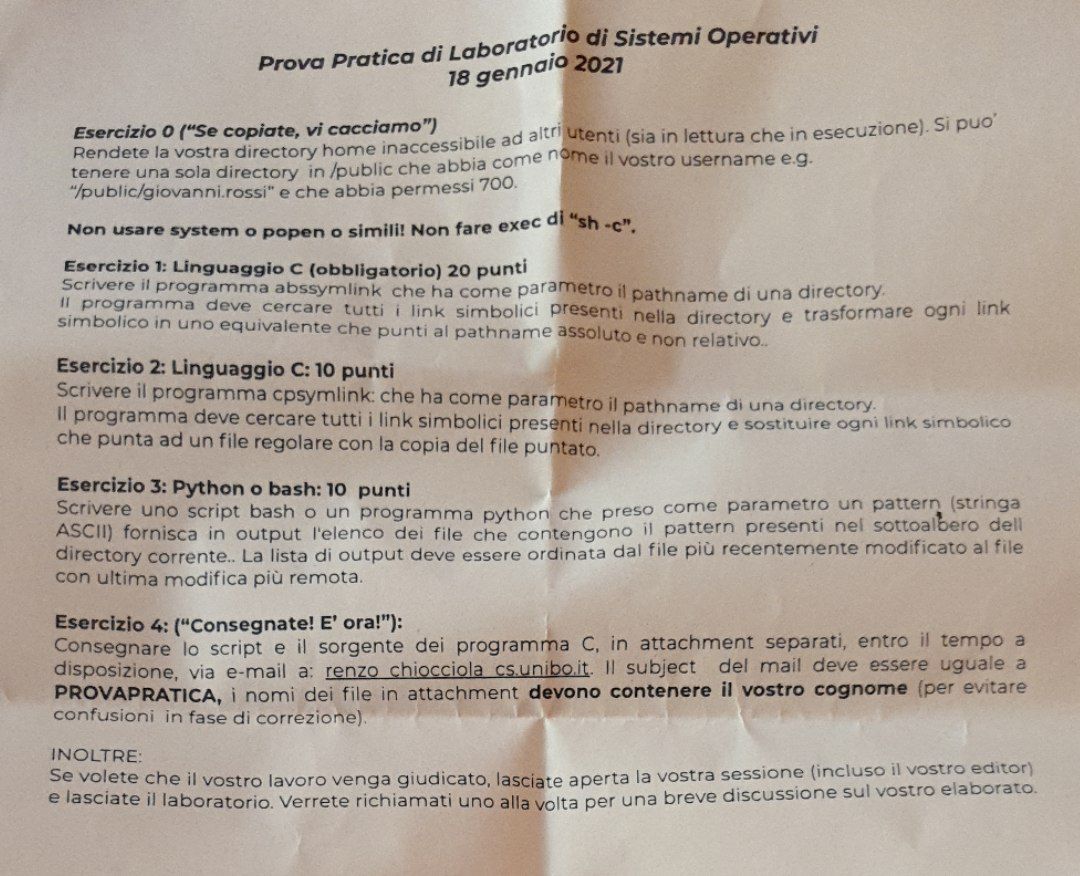 Prova Pratica di Laboratorio di Sistemi Operativi
18 gennaio 2021
Esercizio 0 (“Se copiate, vi cacciamo”)
Rendete la vostra directory home inaccessibile ad altri utenti (sia in lettura che in esecuzione). Si puo’
tenere una sola directory in /public che abbia come nome il vostro username e.g.
“/public/giovanni.rossi” e che abbia permessi 700.
Non usare system o popen o simili! Non fare exec di “sh -c”.
Esercizio 1: Linguaggio C (obbligatorio) 20 punti
Scrivere il programma abssymlink che ha come parametro il pathname di una directory.
Il programma deve cercare tutti i link simbolici presenti nella directory e trasformare ogni link
simbolico in uno equivalente che punti al pathname assoluto e non relativo..
Esercizio 2: Linguaggio C: 10 punti
Scrivere il programma cpsymlink: che ha come parametro il pathname di una directory.
Il programma deve cercare tutti i link simbolici presenti nella directory e sostituire ogni link simbolico
che punta ad un file regolare con la copia del file puntato.
Esercizio 3: Python o bash: 10 punti
Scrivere uno script bash o un programma python che preso come parametro un pattern (stringa
ASCII) fornisca in output l'elenco dei file che contengono il pattern presenti nel sottoalbero dell
directory corrente.. La lista di output deve essere ordinata dal file più recentemente modificato al file
con ultima modifica più remota.
Esercizio 4: (“Consegnate! E’ ora!”):
Consegnare lo script e il sorgente dei programma C, in attachment separati, entro il tempo a
disposizione, via e-mail a: renzo chiocciola cs.unibo.it. Il subject del mail deve essere uguale a
PROVAPRATICA, i nomi dei file in attachment devono contenere il vostro cognome (per evitare
confusioni in fase di correzione).
INOLTRE:
Se volete che il vostro lavoro venga giudicato, lasciate aperta la vostra sessione (incluso il vostro editor)
e lasciate il laboratorio. Verrete richiamati uno alla volta per una breve discussione sul vostro elaborato.